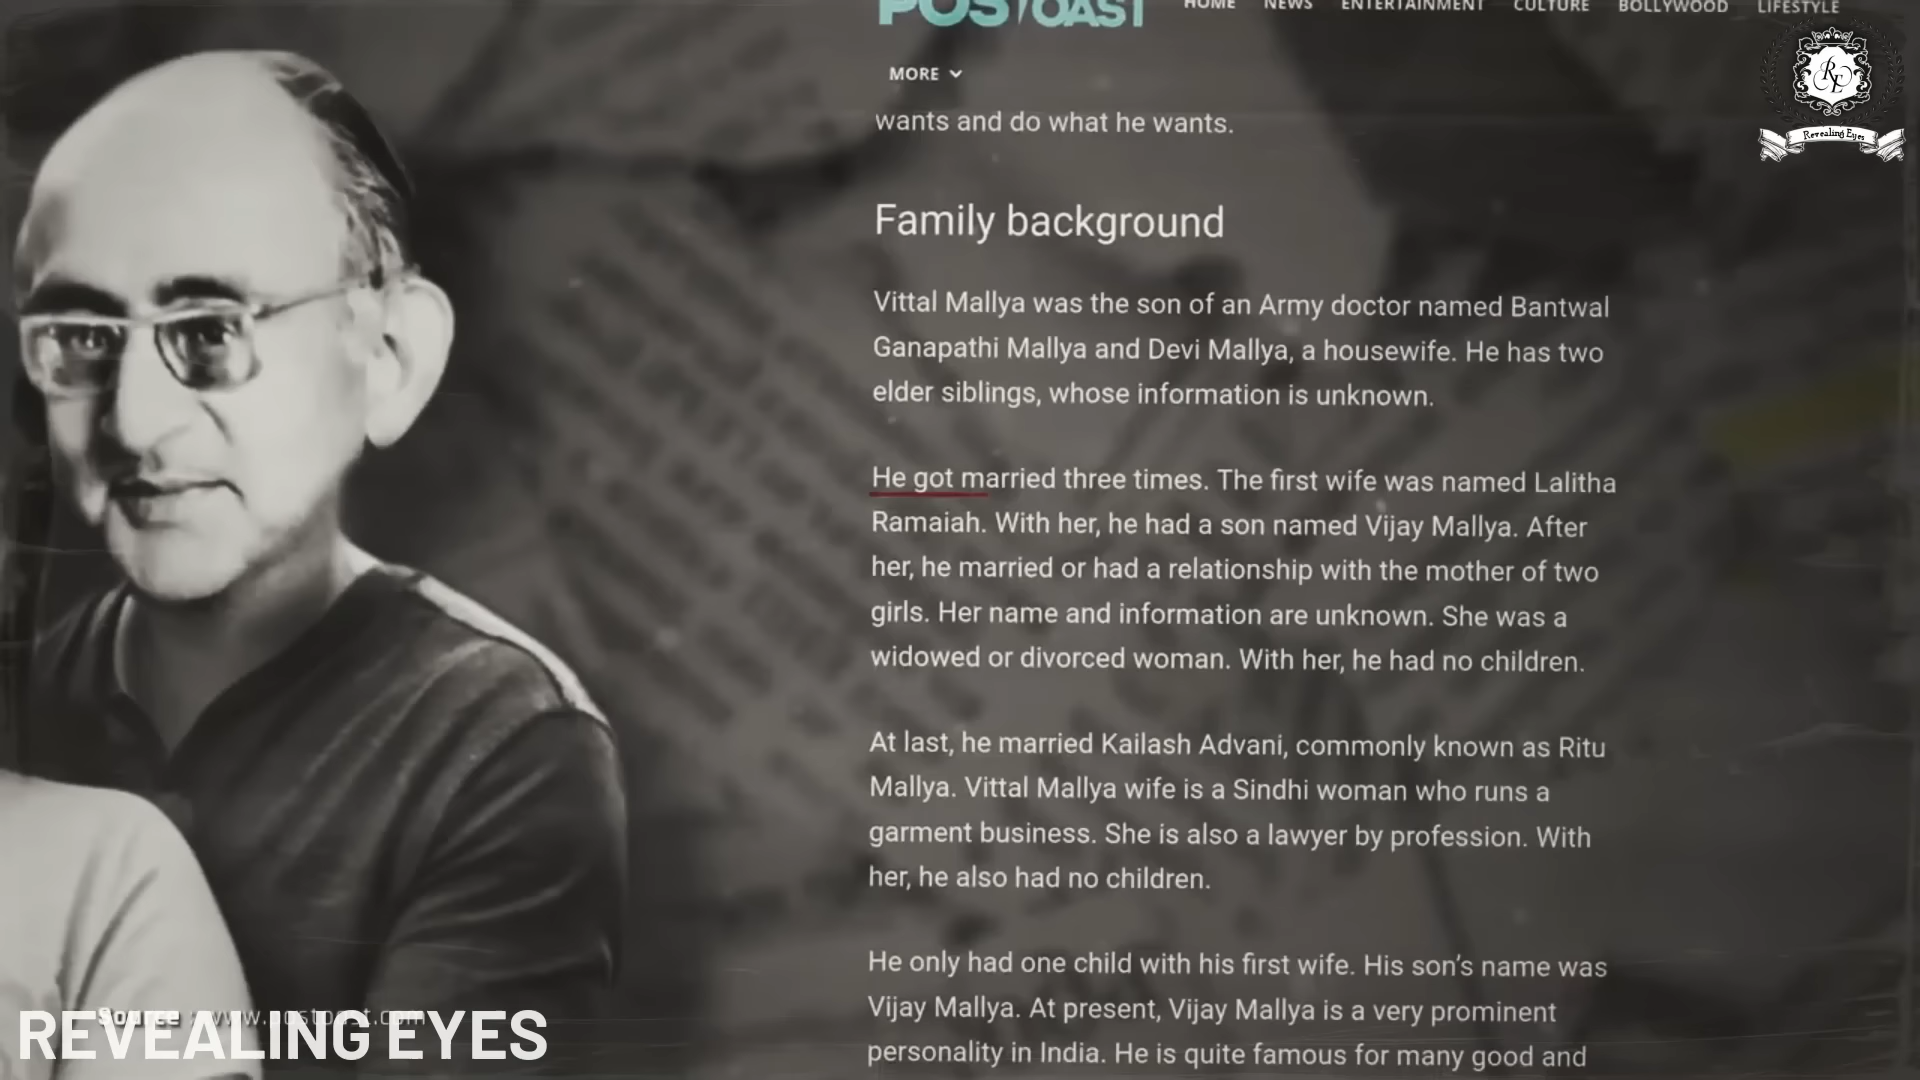 POSTOAST
HOME NEWS ENTERTAINMENT CULTURE BOLLYWOOD LIFESTYLE
MORE
RE
Revealing Eyes
wants and do what he wants.
Family background
Vittal Mallya was the son of an Army doctor named Bantwal
Ganapathi Mallya and Devi Mallya, a housewife. He has two
elder siblings, whose information is unknown.
He got married three times. The first wife was named Lalitha
Ramaiah. With her, he had a son named Vijay Mallya. After
her, he married or had a relationship with the mother of two
girls. Her name and information are unknown. She was a
widowed or divorced woman. With her, he had no children.
At last, he married Kailash Advani, commonly known as Ritu
Mallya. Vittal Mallya wife is a Sindhi woman who runs a
garment business. She is also a lawyer by profession. With
her, he also had no children.
He only had one child with his first wife. His son’s name was
Vijay Mallya. At present, Vijay Mallya is a very prominent
personality in India. He is quite famous for many good and
Source : www.postoast.com
REVEALING EYES